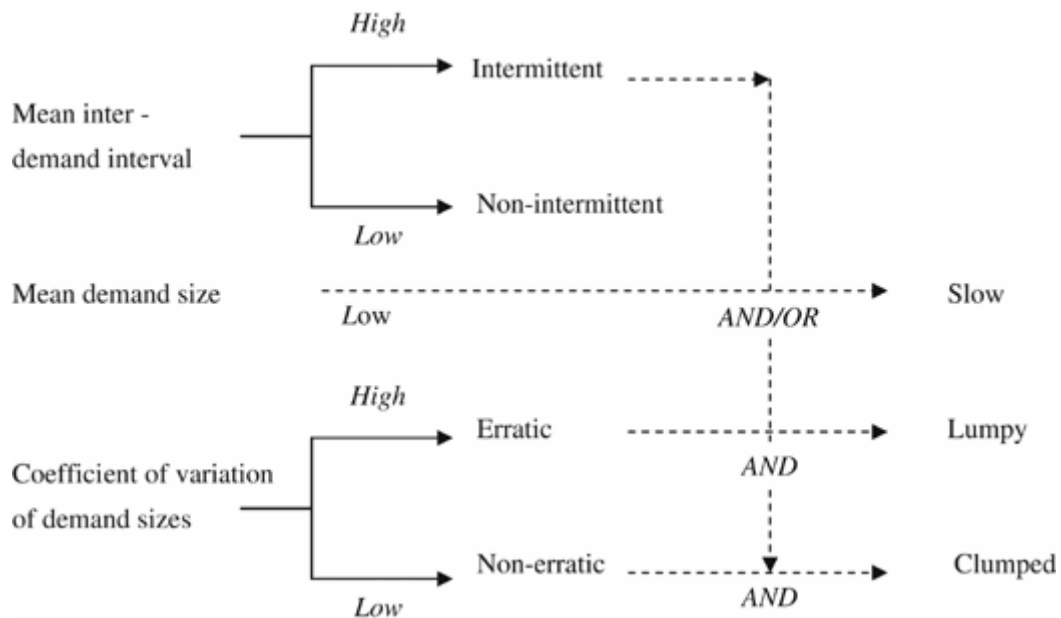 High
Intermittent
Mean inter -
demand interval
Non-intermittent
Low
Mean demand size
Low
AND/OR
Slow
High
Erratic
Lumpy
AND
Coefficient of variation
of demand sizes
Non-erratic
Clumped
AND
Low